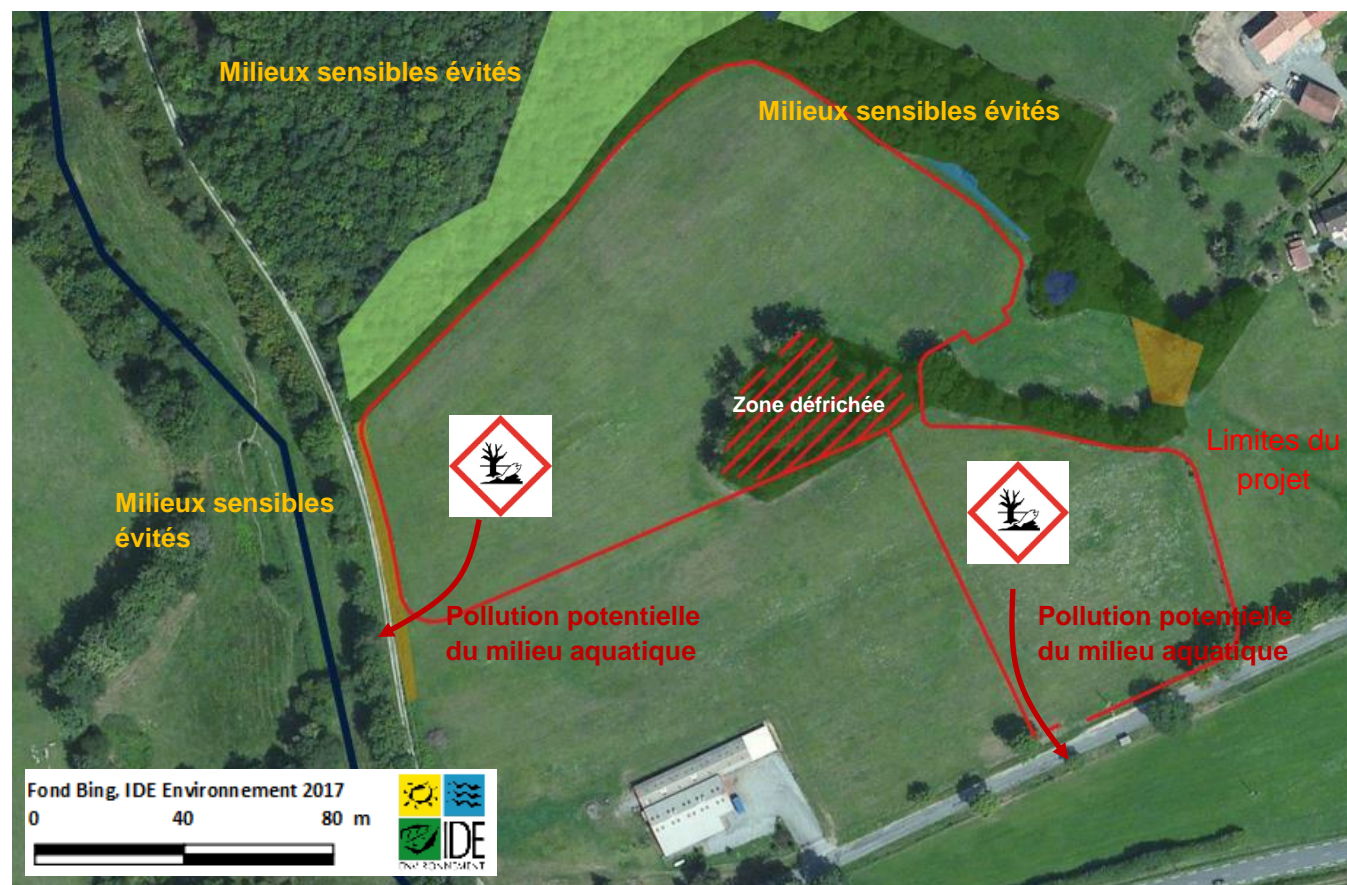 Milieux sensibles évités
Milieux sensibles évités
Zone défrichée
Limites du
projet
Milieux sensibles
évités
Pollution potentielle
du milieu aquatique
Pollution potentielle
du milieu aquatique
Fond Bing, IDE Environnement 2017
0 40 80 m
IDE
ENVIRONNEMENT